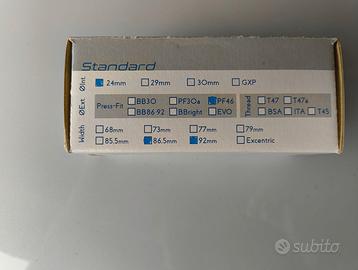 Standard
ØInt. 24mm 29mm 30mm GXP
ØExt. Press-Fit BB30 PF30a PF46 Thread T47 T47a
BB86-92 BBright EVO BSA ITA T45
Width 68mm 73mm 77mm 79mm
85.5mm 86.5mm 92mm Excentric
subito